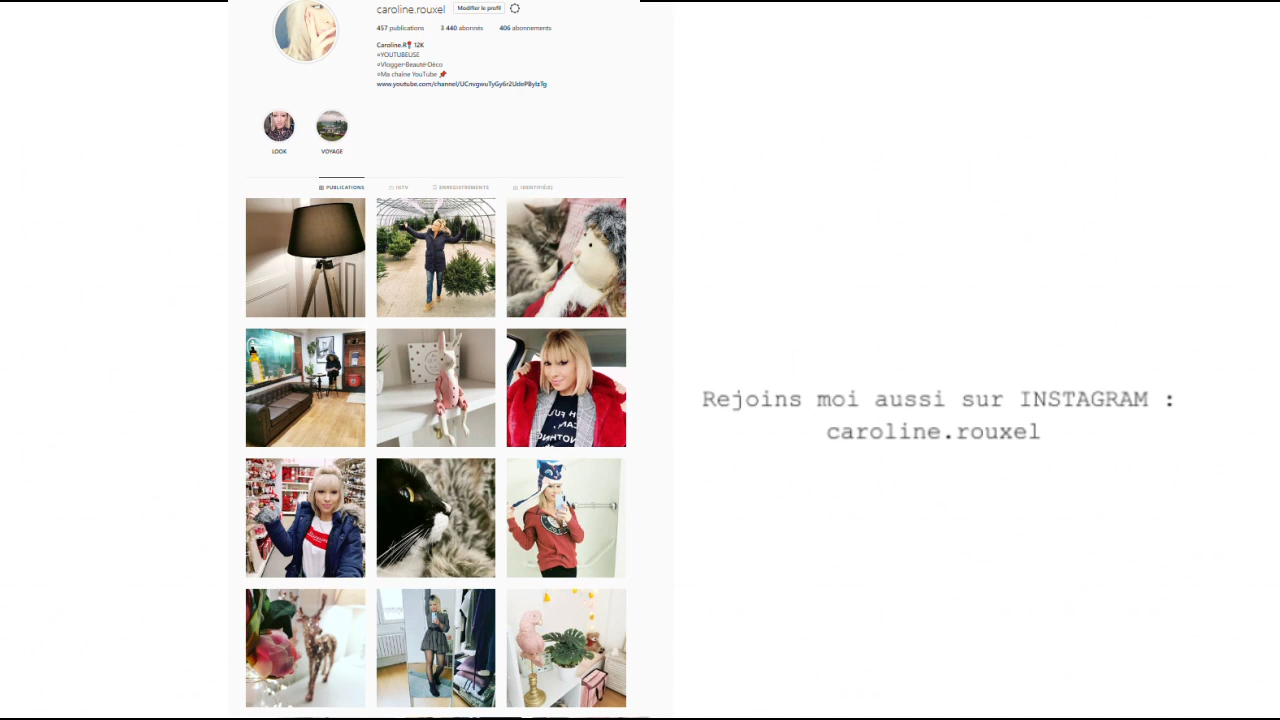 caroline.rouxel Modifier le profil
457 publications 3 440 abonnés 406 abonnements
Caroline.R🎈 12K
▫YOUTUBEUSE
▫Vlogger·Beauté·Déco
▫Ma chaîne YouTube 📌
LOOK VOYAGE
PUBLICATIONS IGTV ENREGISTREMENTS IDENTIFIÉ(E)
Rejoins moi aussi sur INSTAGRAM :
caroline.rouxel